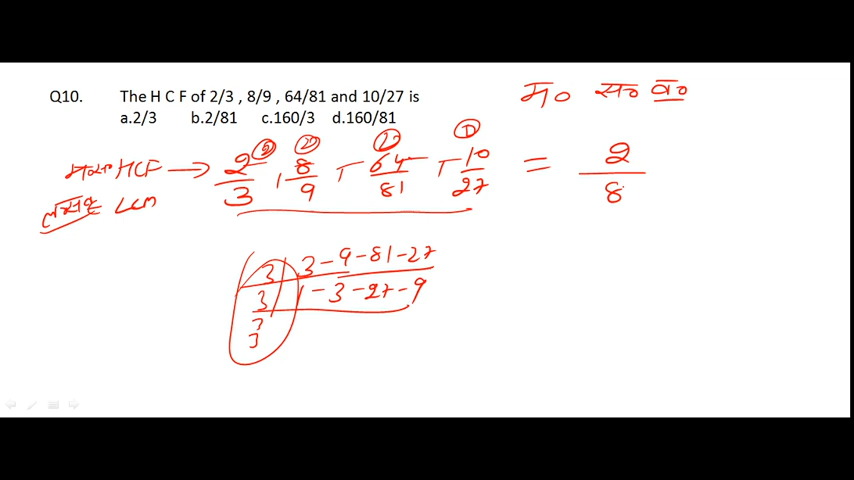 Q10. The H C F of 2/3 , 8/9 , 64/81 and 10/27 is
a.2/3 b.2/81 c.160/3 d.160/81
म० स० व०
HCF → 2/3 , 8/9 , 64/81 , 10/27 = 2/8
LCM
3 | 3 - 9 - 81 - 27
3 | 1 - 3 - 27 - 9
3
3